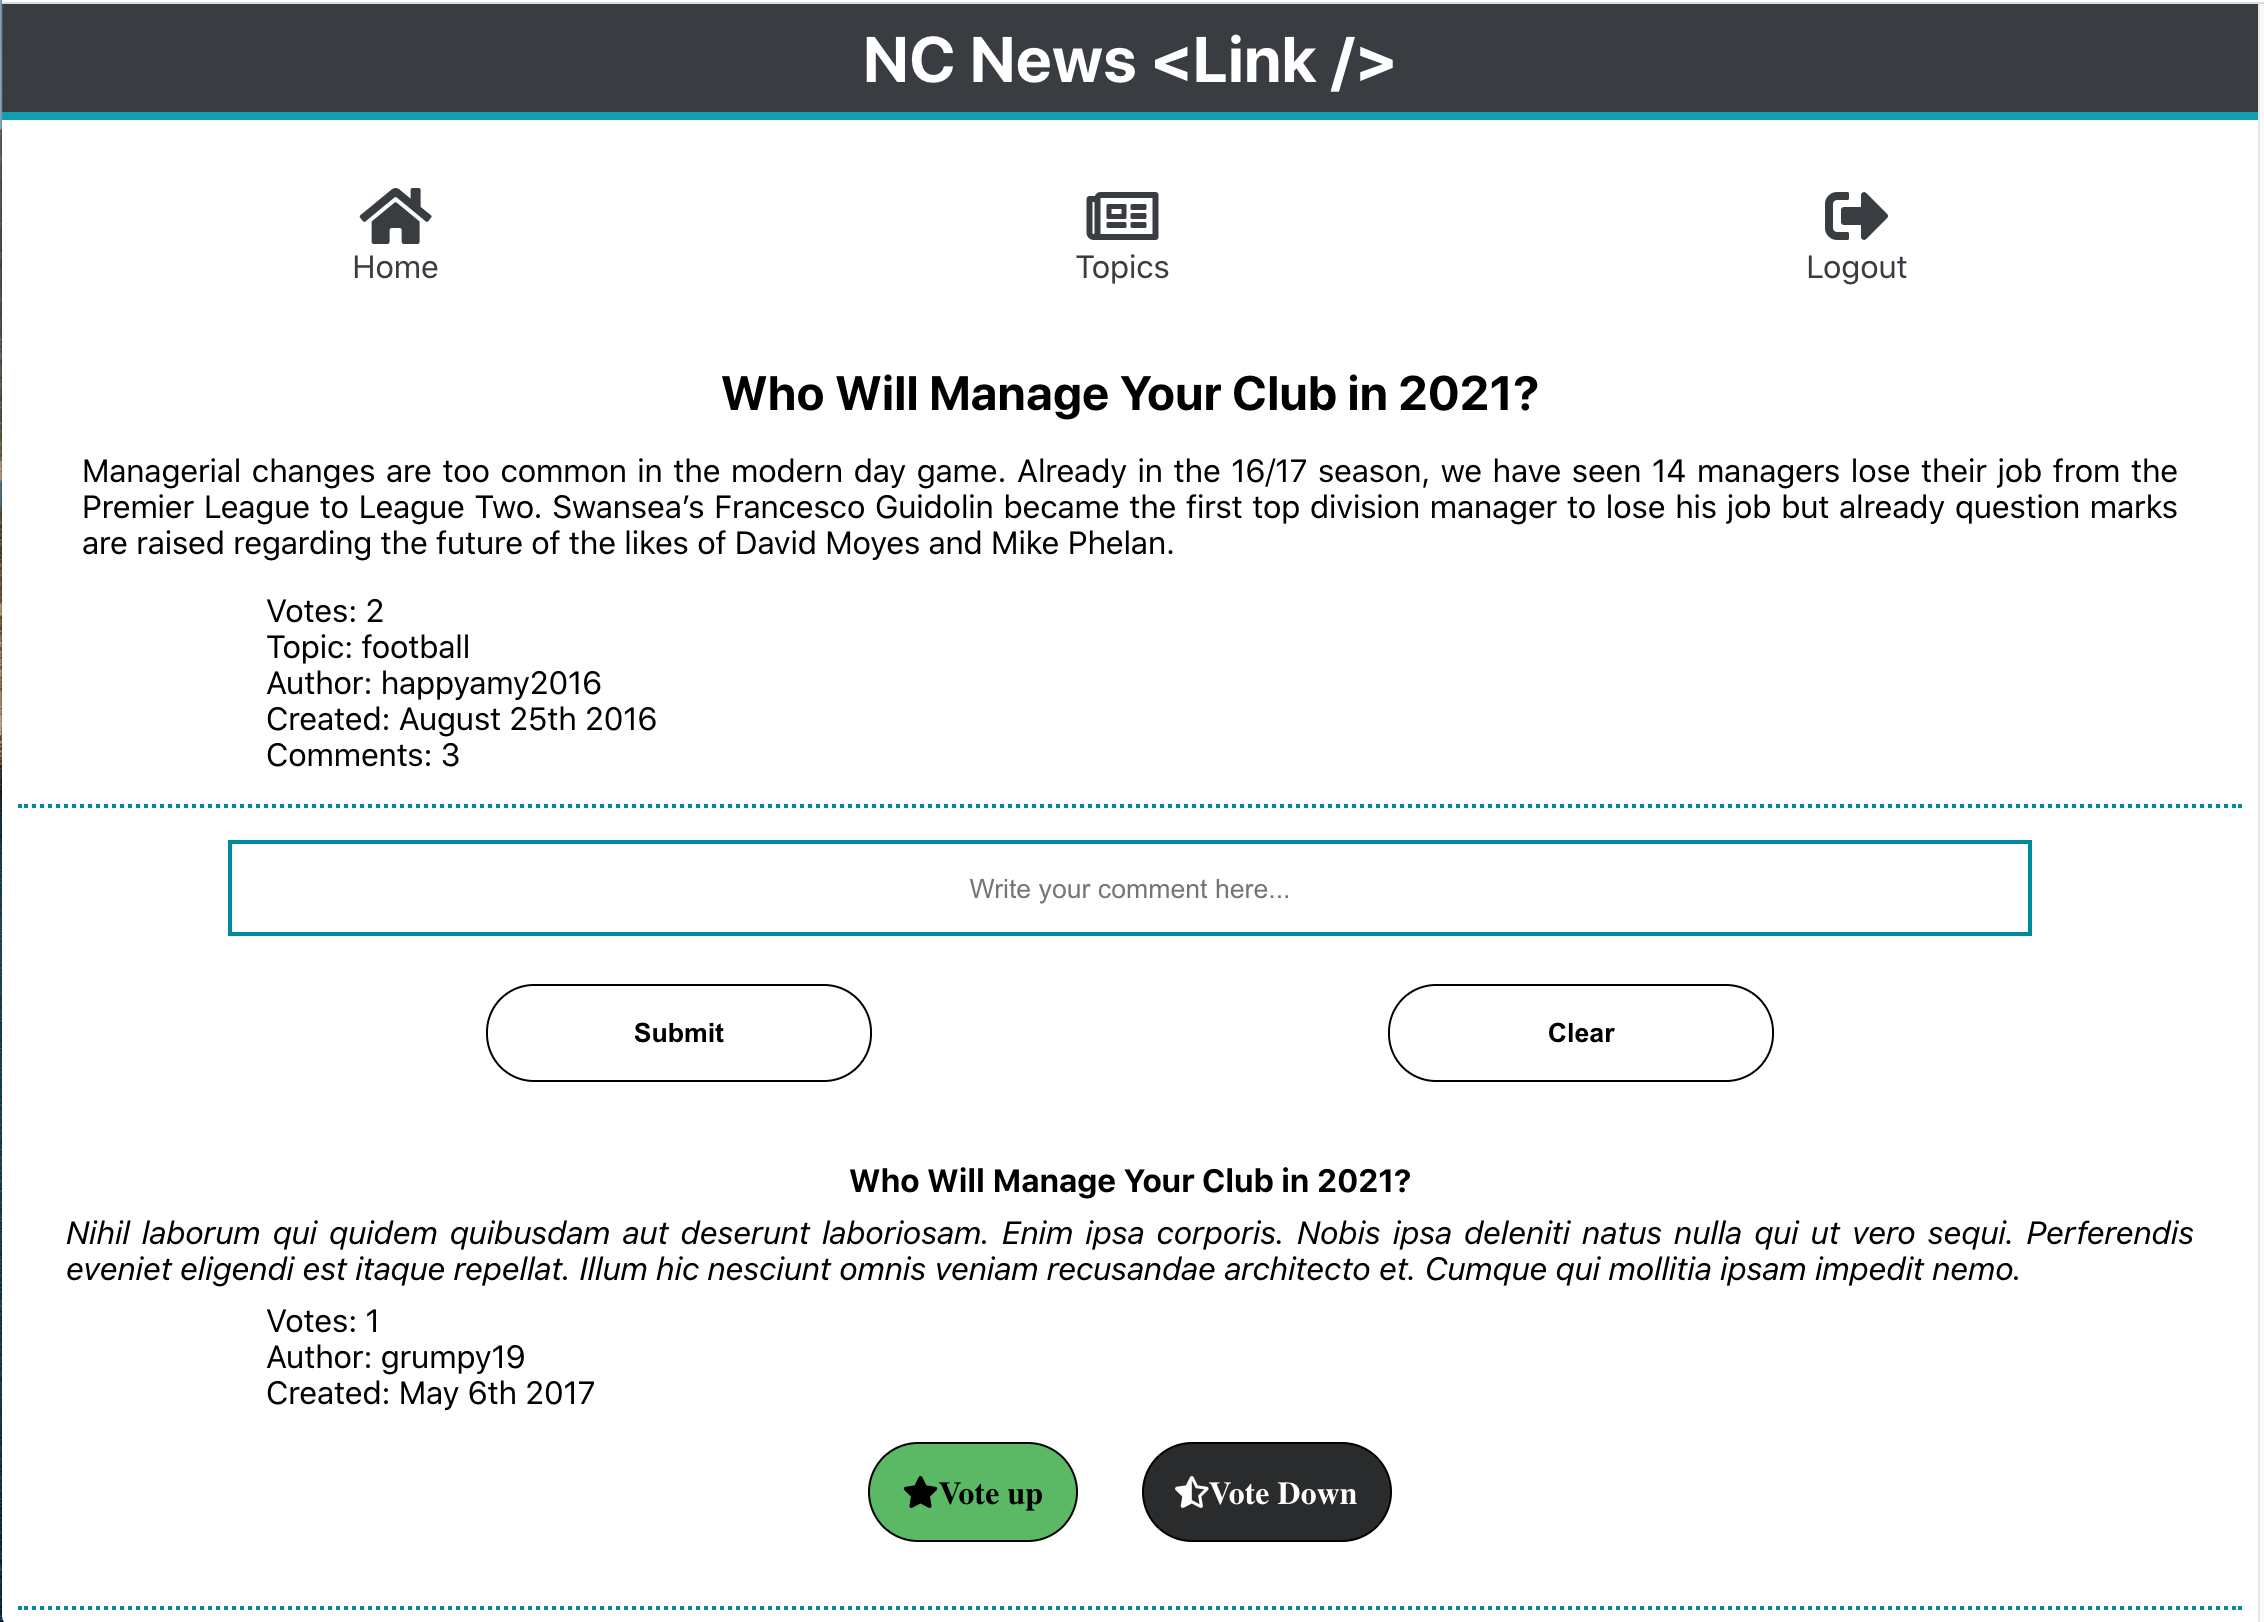 NC News <Link />
Home
Topics
Logout
Who Will Manage Your Club in 2021?
Managerial changes are too common in the modern day game. Already in the 16/17 season, we have seen 14 managers lose their job from the
Premier League to League Two. Swansea’s Francesco Guidolin became the first top division manager to lose his job but already question marks
are raised regarding the future of the likes of David Moyes and Mike Phelan.
Votes: 2
Topic: football
Author: happyamy2016
Created: August 25th 2016
Comments: 3
Write your comment here...
Submit
Clear
Who Will Manage Your Club in 2021?
Nihil laborum qui quidem quibusdam aut deserunt laboriosam. Enim ipsa corporis. Nobis ipsa deleniti natus nulla qui ut vero sequi. Perferendis
eveniet eligendi est itaque repellat. Illum hic nesciunt omnis veniam recusandae architecto et. Cumque qui mollitia ipsam impedit nemo.
Votes: 1
Author: grumpy19
Created: May 6th 2017
Vote up
Vote Down